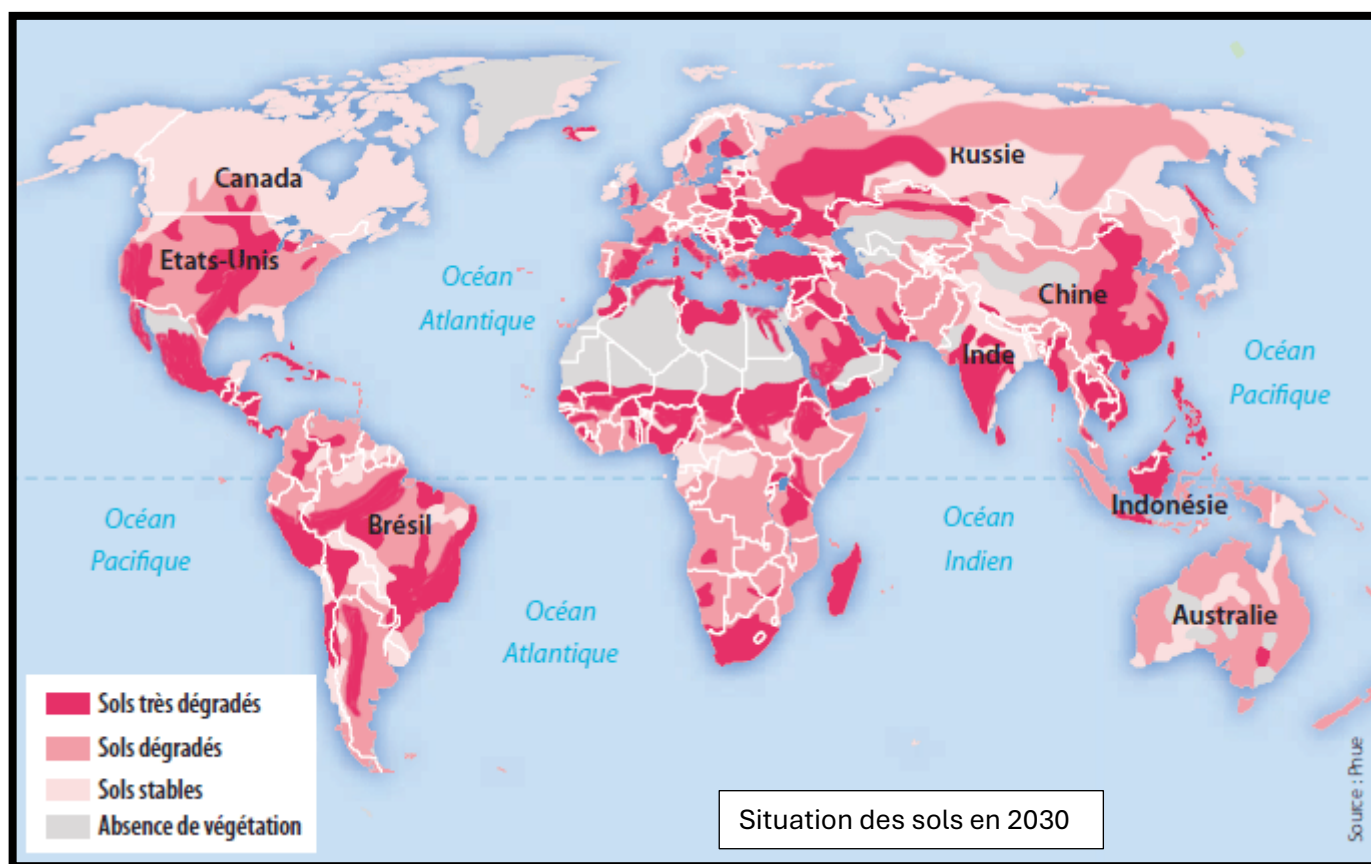 Canada
Russie
Etats-Unis
Océan
Atlantique
Chine
Océan
Pacifique
Inde
Océan
Pacifique
Brésil
Océan
Indien
Indonésie
Océan
Atlantique
Australie
Sols très dégradés
Sols dégradés
Sols stables
Absence de végétation
Situation des sols en 2030
Source : Pnue